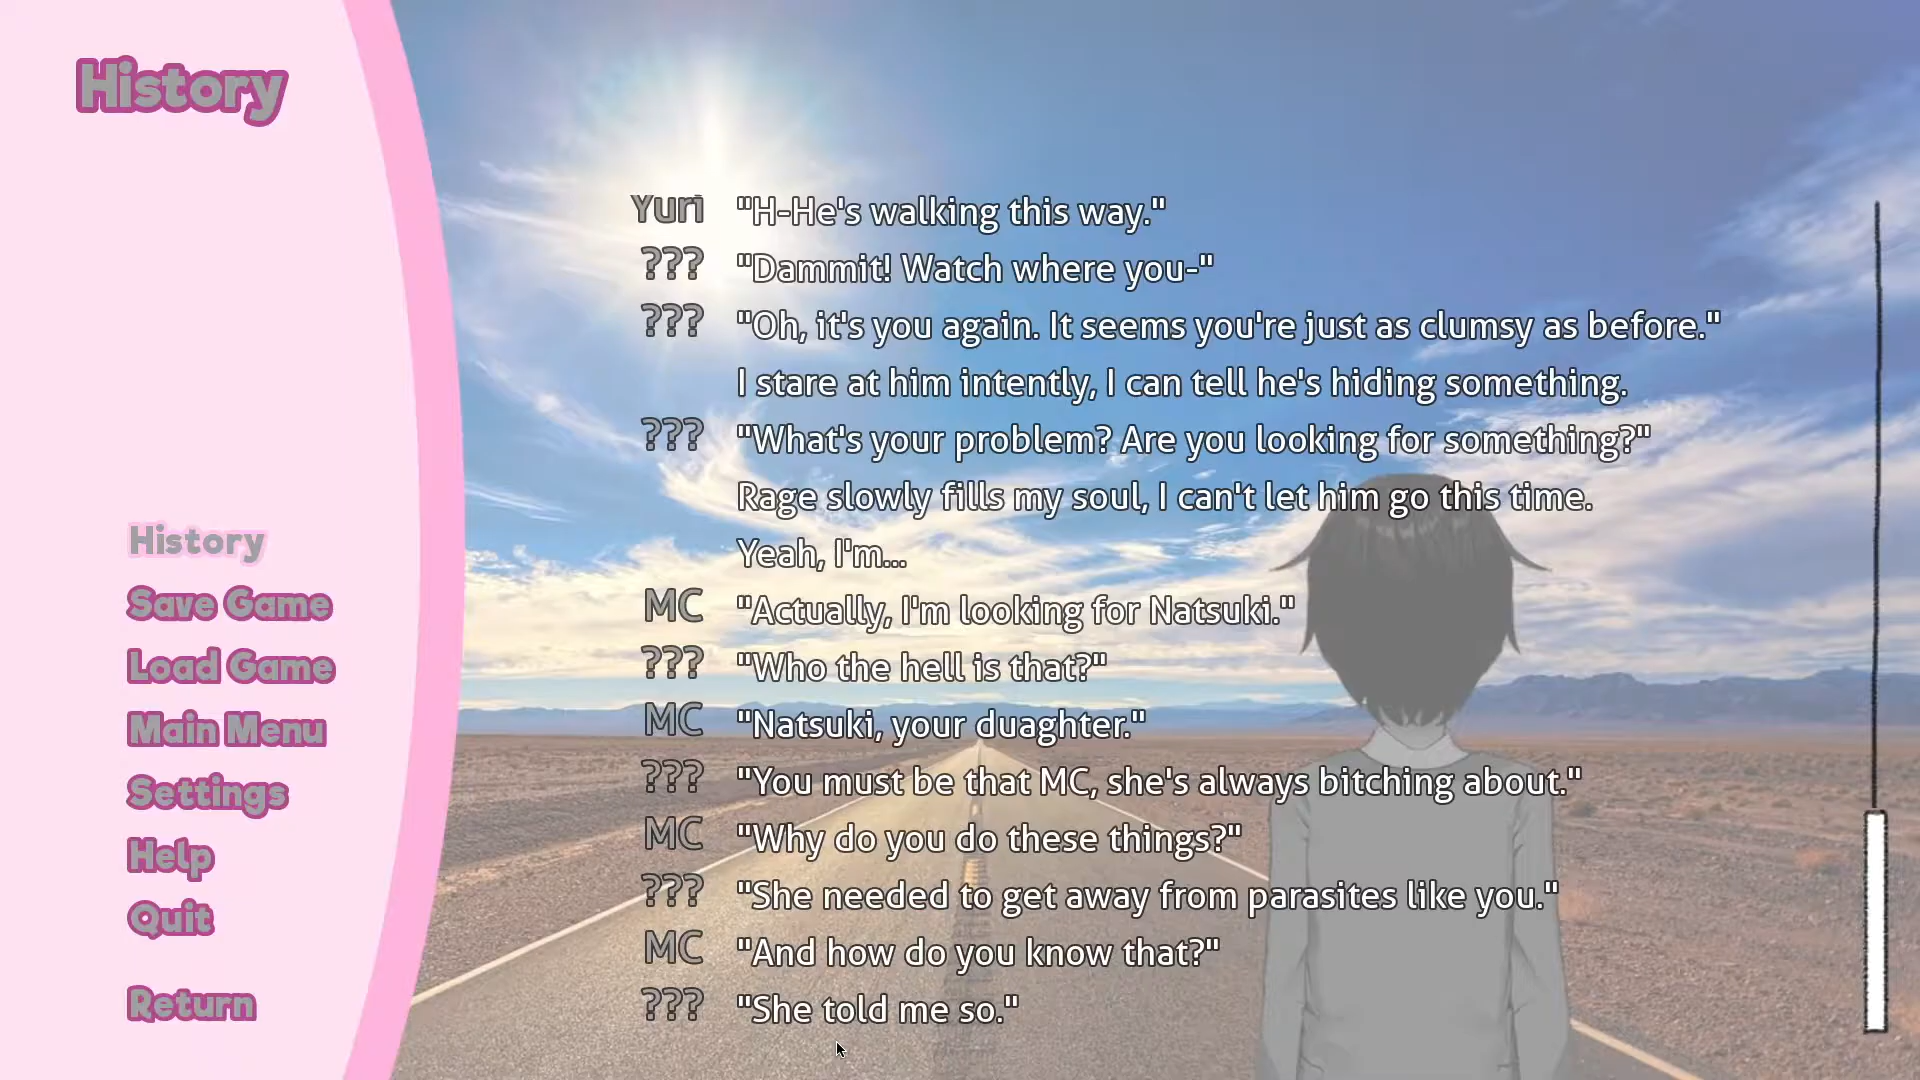 History
Yuri "H-He's walking this way."
??? "Dammit! Watch where you-"
??? "Oh, it's you again. It seems you're just as clumsy as before."
I stare at him intently, I can tell he's hiding something.
??? "What's your problem? Are you looking for something?"
Rage slowly fills my soul, I can't let him go this time.
Yeah, I'm...
MC "Actually, I'm looking for Natsuki."
??? "Who the hell is that?"
MC "Natsuki, your duaghter."
??? "You must be that MC, she's always bitching about."
MC "Why do you do these things?"
??? "She needed to get away from parasites like you."
MC "And how do you know that?"
??? "She told me so."
History
Save Game
Load Game
Main Menu
Settings
Help
Quit
Return